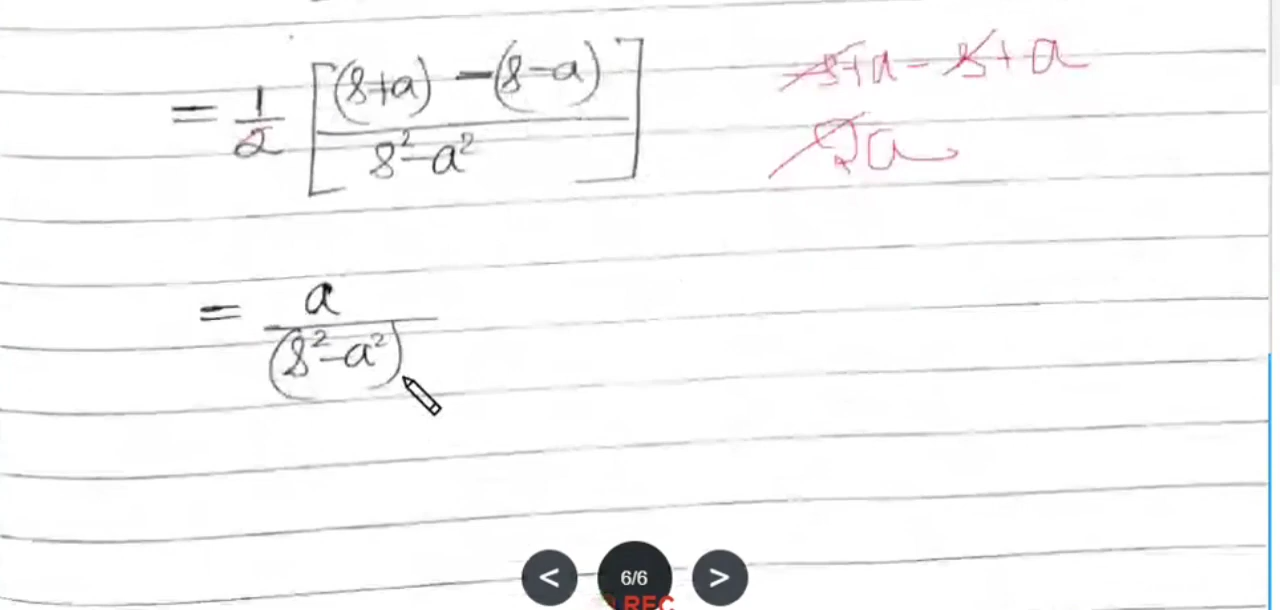 = 1/2 [ (s+a) - (s-a) / s²-a² ]
s+a - s+a
2a
= a / (s²-a²)
< 6/6 >
REC